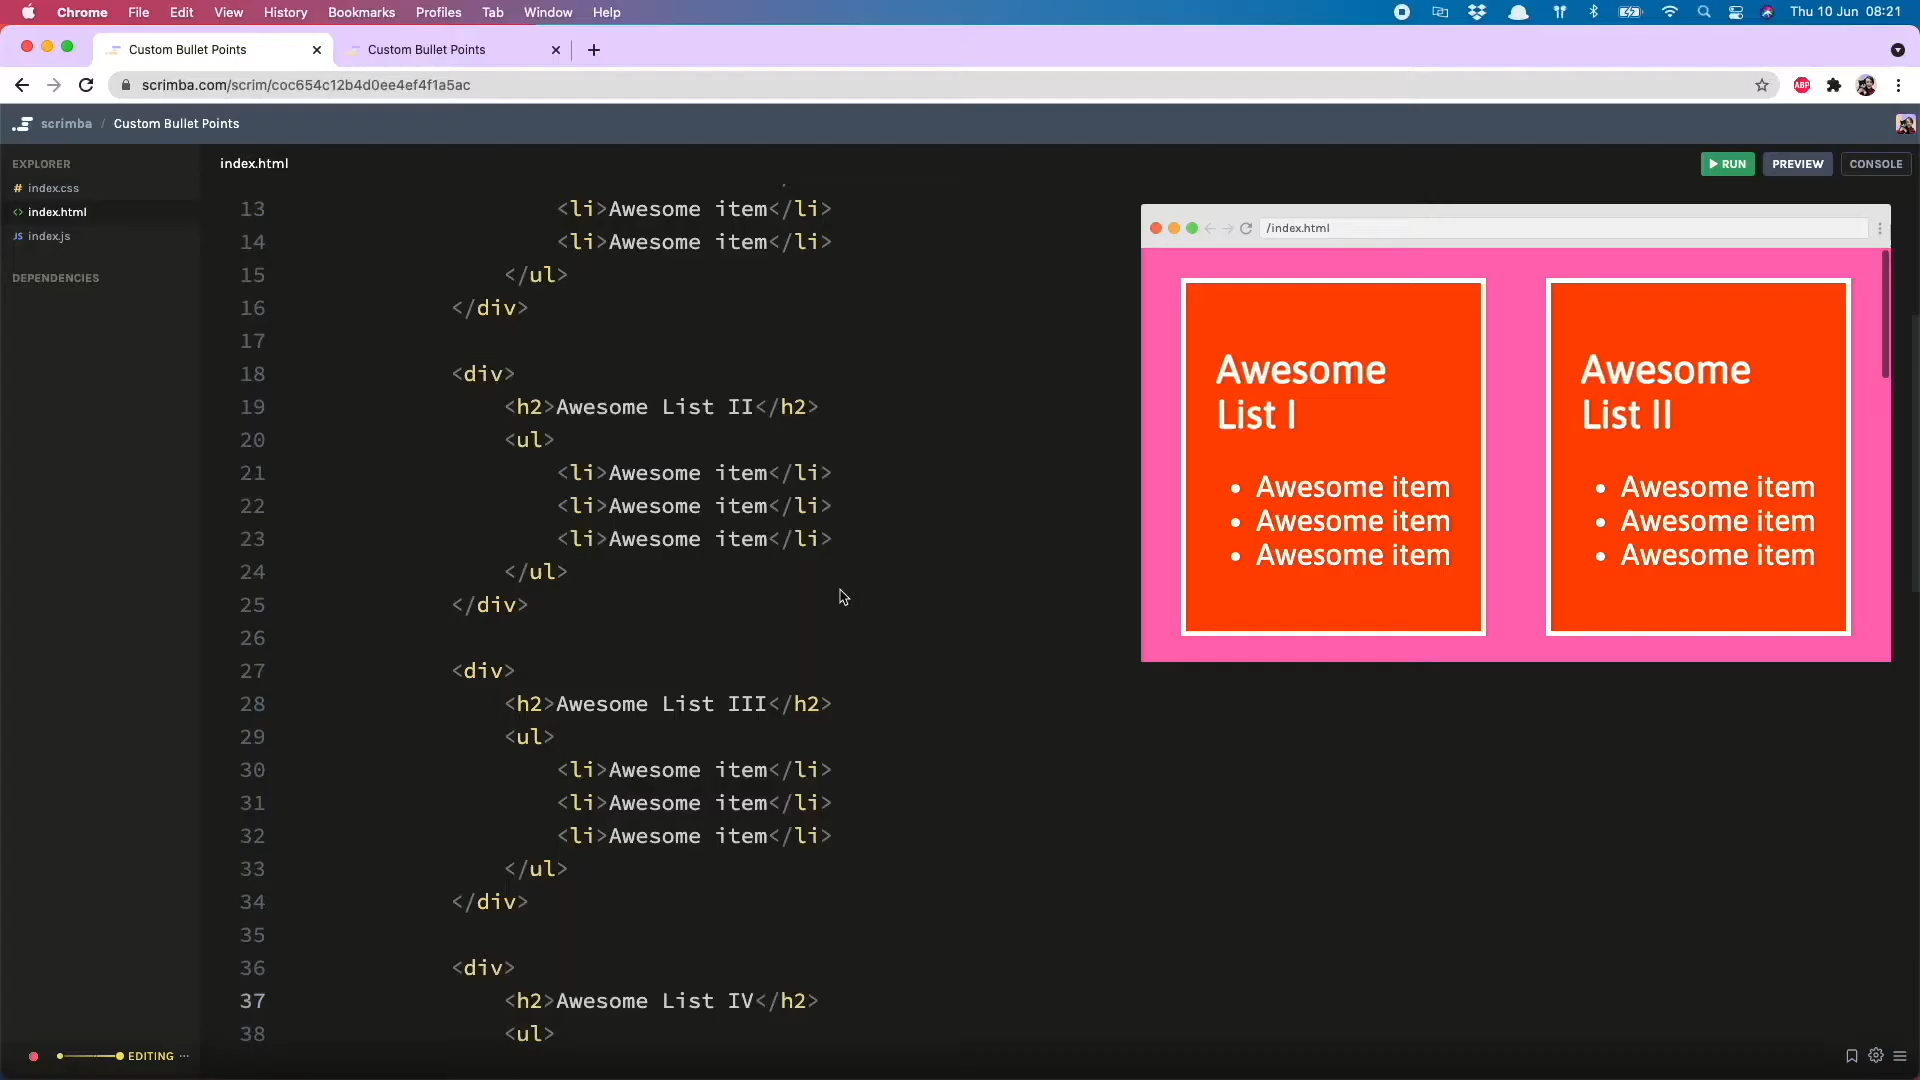 Chrome File Edit View History Bookmarks Profiles Tab Window Help Thu 10 Jun 08:21
Custom Bullet Points
Custom Bullet Points
scrimba.com/scrim/coc654c12b4d0ee4ef4f1a5ac
ABP
scrimba / Custom Bullet Points
EXPLORER
# index.css
<> index.html
JS index.js
DEPENDENCIES
index.html
RUN PREVIEW CONSOLE
13 <li>Awesome item</li>
14 <li>Awesome item</li>
15 </ul>
16 </div>
17
18 <div>
19 <h2>Awesome List II</h2>
20 <ul>
21 <li>Awesome item</li>
22 <li>Awesome item</li>
23 <li>Awesome item</li>
24 </ul>
25 </div>
26
27 <div>
28 <h2>Awesome List III</h2>
29 <ul>
30 <li>Awesome item</li>
31 <li>Awesome item</li>
32 <li>Awesome item</li>
33 </ul>
34 </div>
35
36 <div>
37 <h2>Awesome List IV</h2>
38 <ul>
/index.html
Awesome
List I
• Awesome item
• Awesome item
• Awesome item
Awesome
List II
• Awesome item
• Awesome item
• Awesome item
EDITING ...